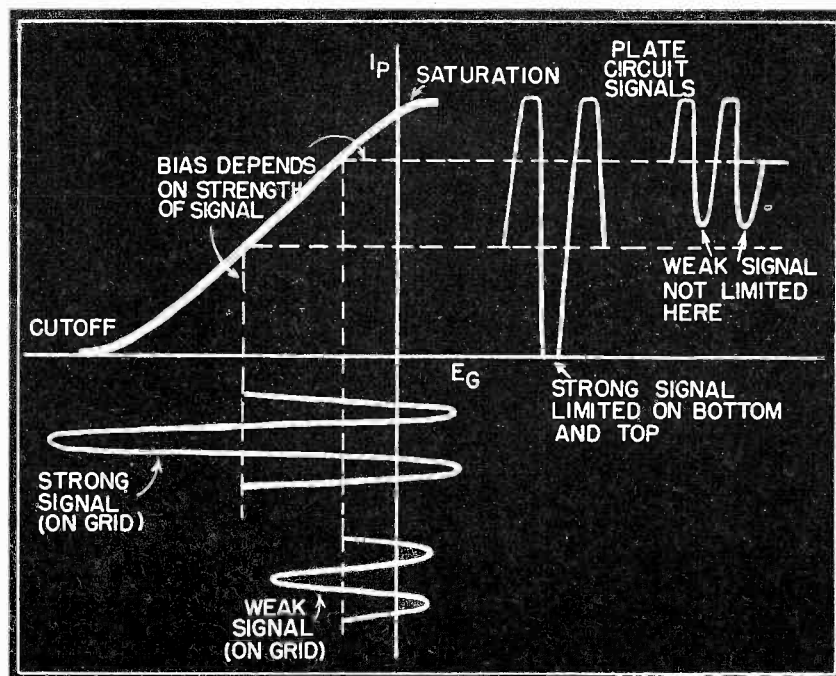 IP
SATURATION
PLATE
CIRCUIT
SIGNALS
BIAS DEPENDS
ON STRENGTH
OF SIGNAL
WEAK SIGNAL
NOT LIMITED
HERE
CUTOFF
EG
STRONG SIGNAL
LIMITED ON BOTTOM
AND TOP
STRONG
SIGNAL
(ON GRID)
WEAK
SIGNAL
(ON GRID)